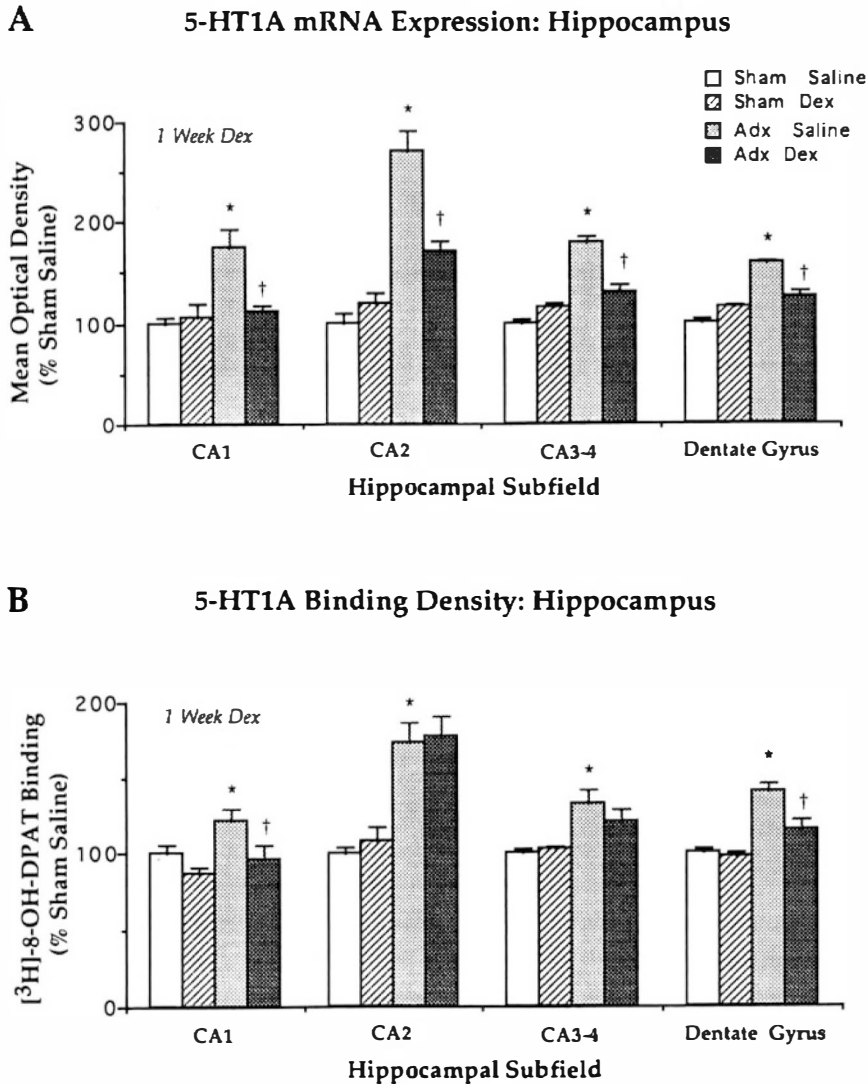 A
5-HT1A mRNA Expression: Hippocampus
Sham Saline
Sham Dex
Adx Saline
Adx Dex
1 Week Dex
Mean Optical Density
(% Sham Saline)
300
200
100
0
* † * † * † * †
CA1 CA2 CA3-4 Dentate Gyrus
Hippocampal Subfield
B
5-HT1A Binding Density: Hippocampus
1 Week Dex
[³H]-8-OH-DPAT Binding
(% Sham Saline)
200
100
0
* † * * * †
CA1 CA2 CA3-4 Dentate Gyrus
Hippocampal Subfield